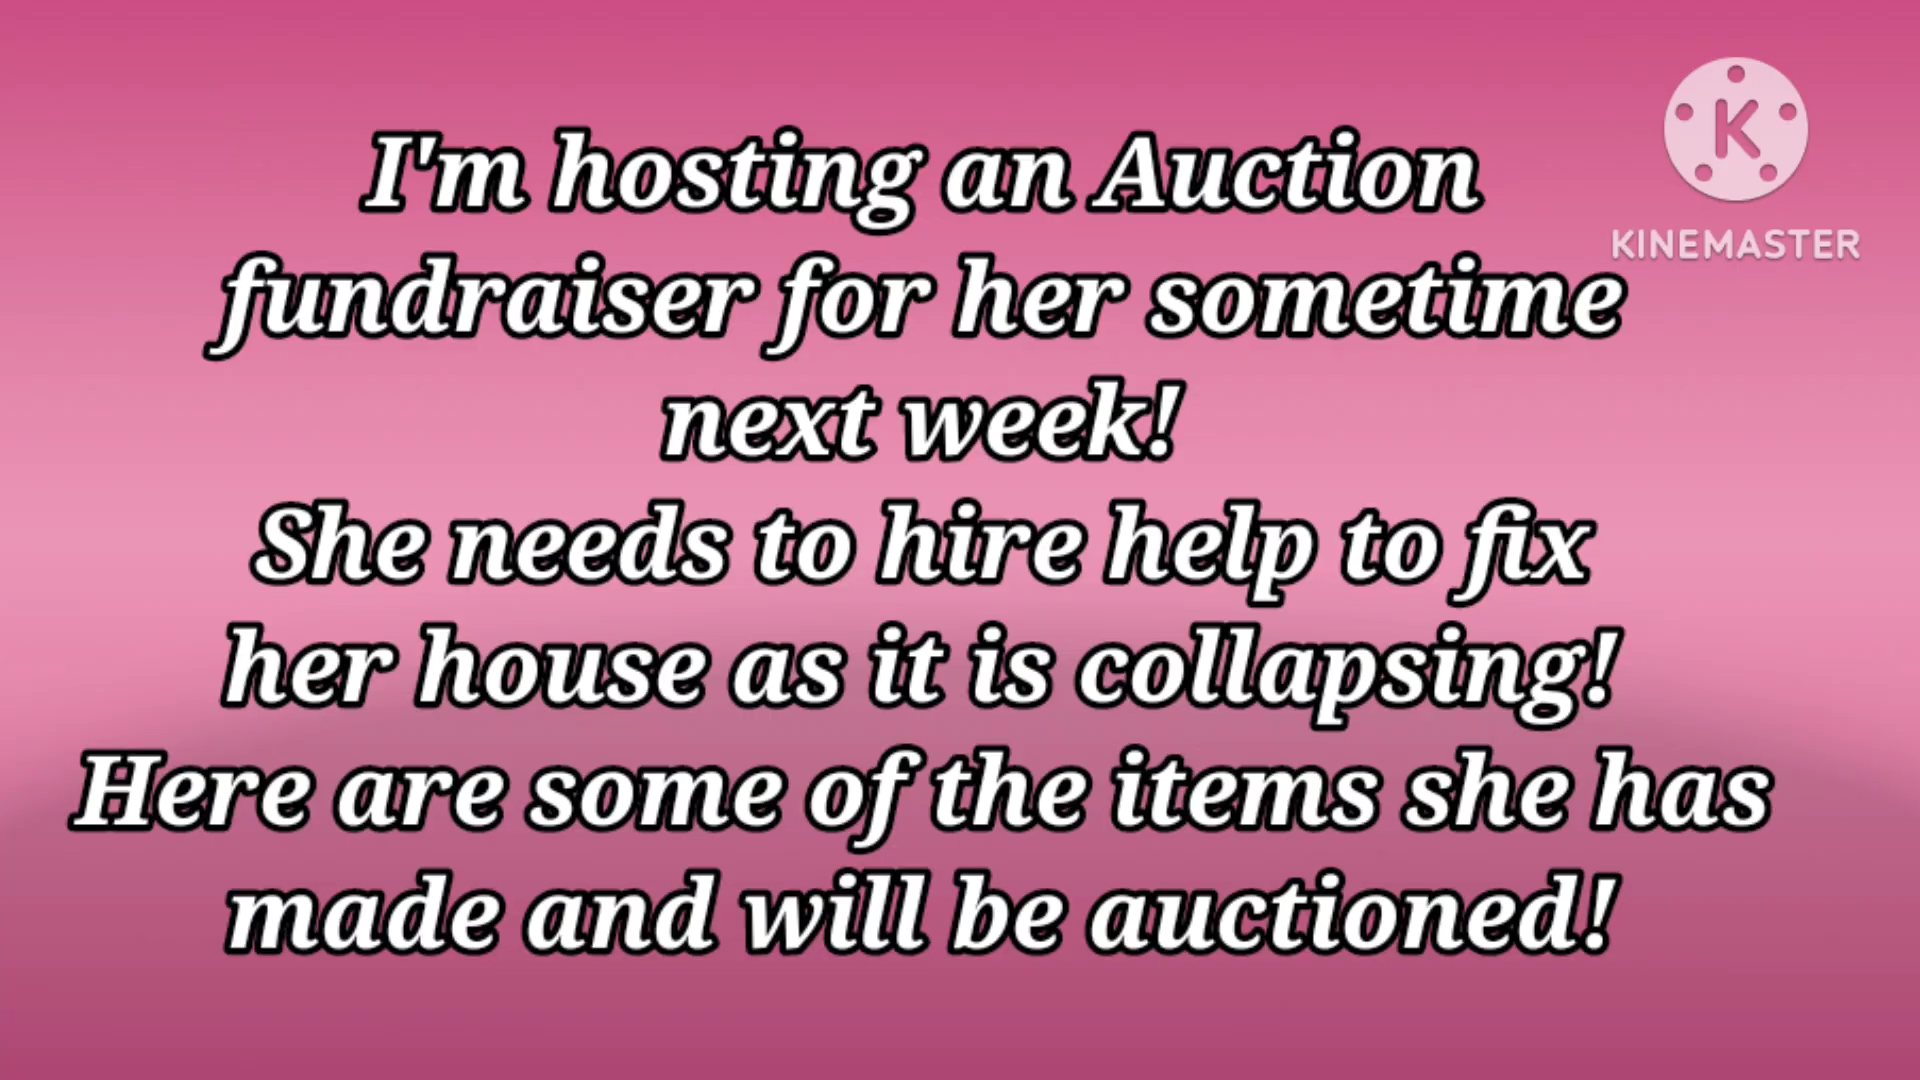 I'm hosting an Auction
fundraiser for her sometime
next week!
She needs to hire help to fix
her house as it is collapsing!
Here are some of the items she has
made and will be auctioned!
K
KINEMASTER